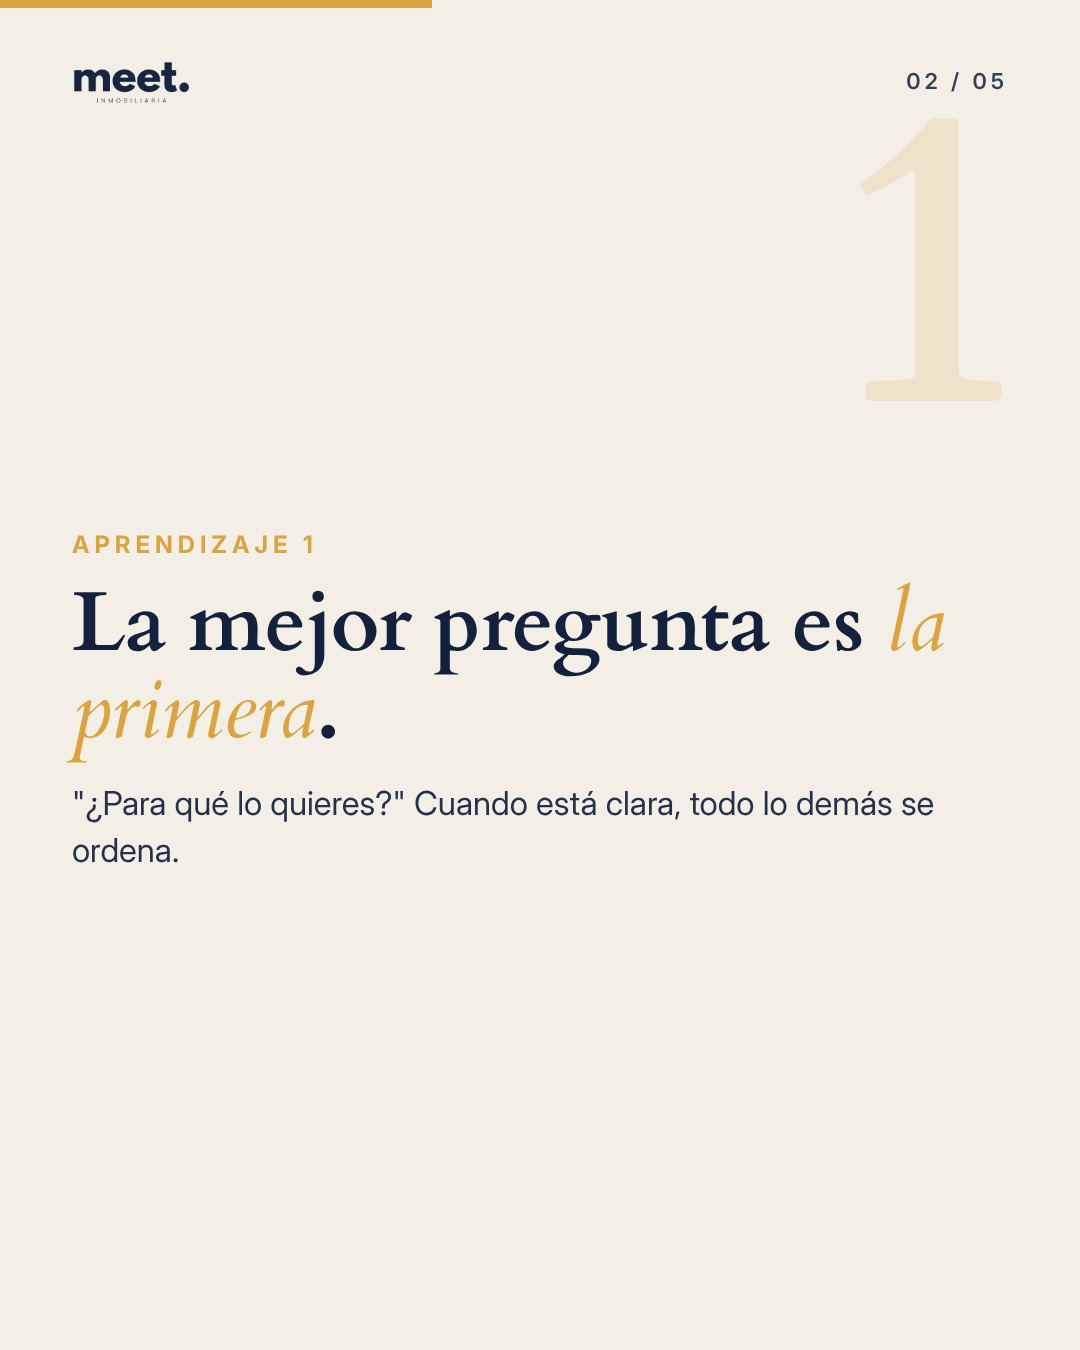 meet.
INMOBILIARIA
02 / 05
1
APRENDIZAJE 1
La mejor pregunta es la
primera.
"¿Para qué lo quieres?" Cuando está clara, todo lo demás se
ordena.